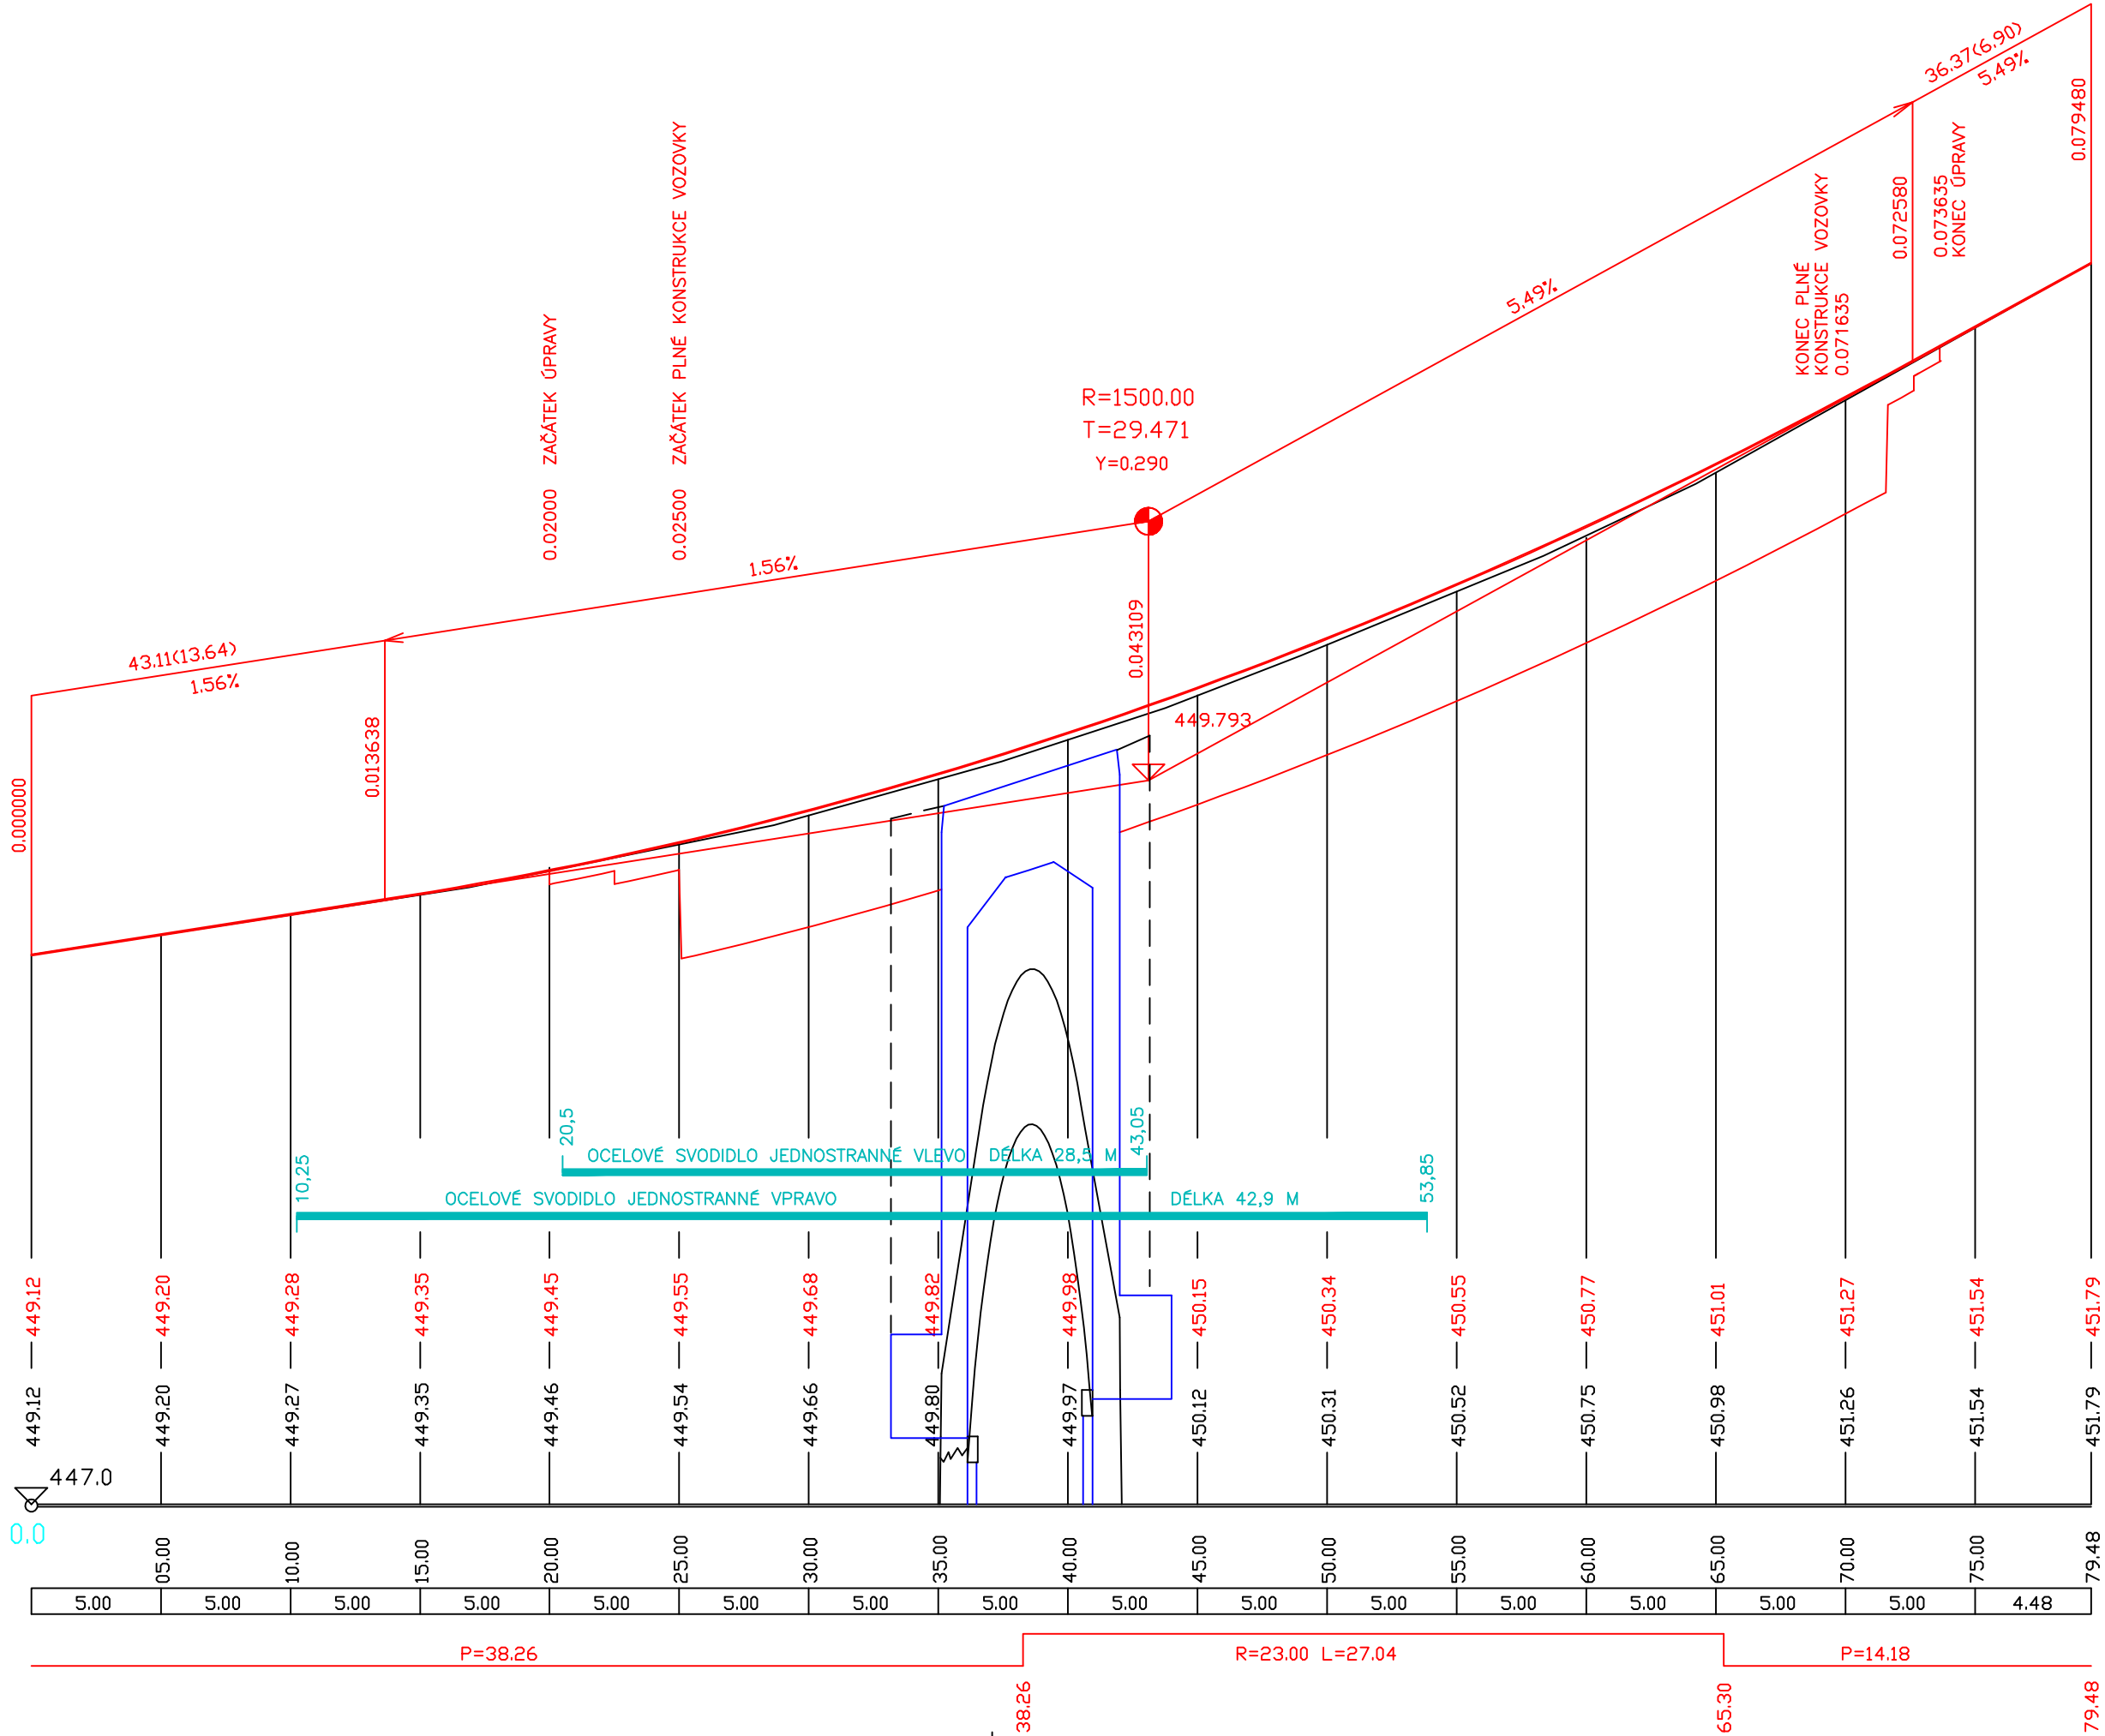 36.37(6.90)
5.49%
0.079480
KONEC ÚPRAVY
0.073635
0.072580
KONEC PLNÉ
KONSTRUKCE VOZOVKY
0.071635
5.49%
0.02000 ZAČÁTEK ÚPRAVY
0.02500 ZAČÁTEK PLNÉ KONSTRUKCE VOZOVKY
R=1500.00
T=29.471
Y=0.290
1.56%
43.11(13.64)
1.56%
0.043109
449.793
0.013638
0.000000
20,5
OCELOVÉ SVODIDLO JEDNOSTRANNÉ VLEVO DÉLKA 28,5 M
43,05
10,25
OCELOVÉ SVODIDLO JEDNOSTRANNÉ VPRAVO DÉLKA 42,9 M
53,85
449.12 449.20 449.28 449.35 449.45 449.55 449.68 449.82 449.98 450.15 450.34 450.55 450.77 451.01 451.27 451.54 451.79
449.12 449.20 449.27 449.35 449.46 449.54 449.66 449.80 449.97 450.12 450.31 450.52 450.75 450.98 451.26 451.54 451.79
447.0
0.0
05.00 10.00 15.00 20.00 25.00 30.00 35.00 40.00 45.00 50.00 55.00 60.00 65.00 70.00 75.00 79.48
5.00 5.00 5.00 5.00 5.00 5.00 5.00 5.00 5.00 5.00 5.00 5.00 5.00 5.00 5.00 4.48
P=38.26 R=23.00 L=27.04 P=14.18
38.26 65.30 79.48